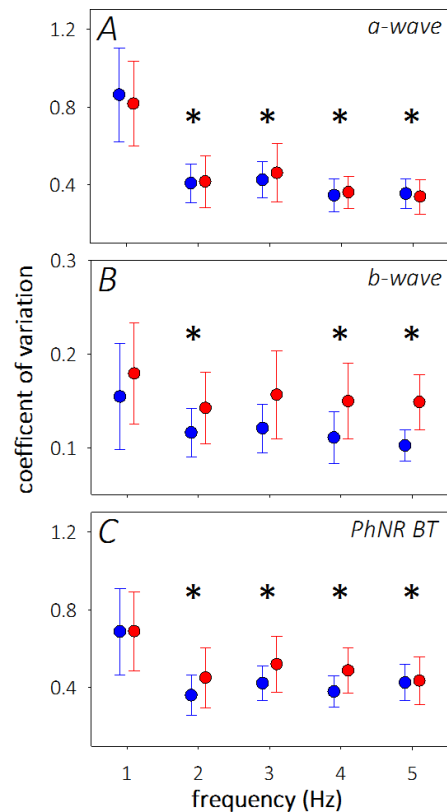 A
a-wave
1.2
* * * *
0.8
0.4
0.3
B
b-wave
* * *
0.2
0.1
coefficent of variation
C
PhNR BT
1.2
* * * *
0.8
0.4
1 2 3 4 5
frequency (Hz)